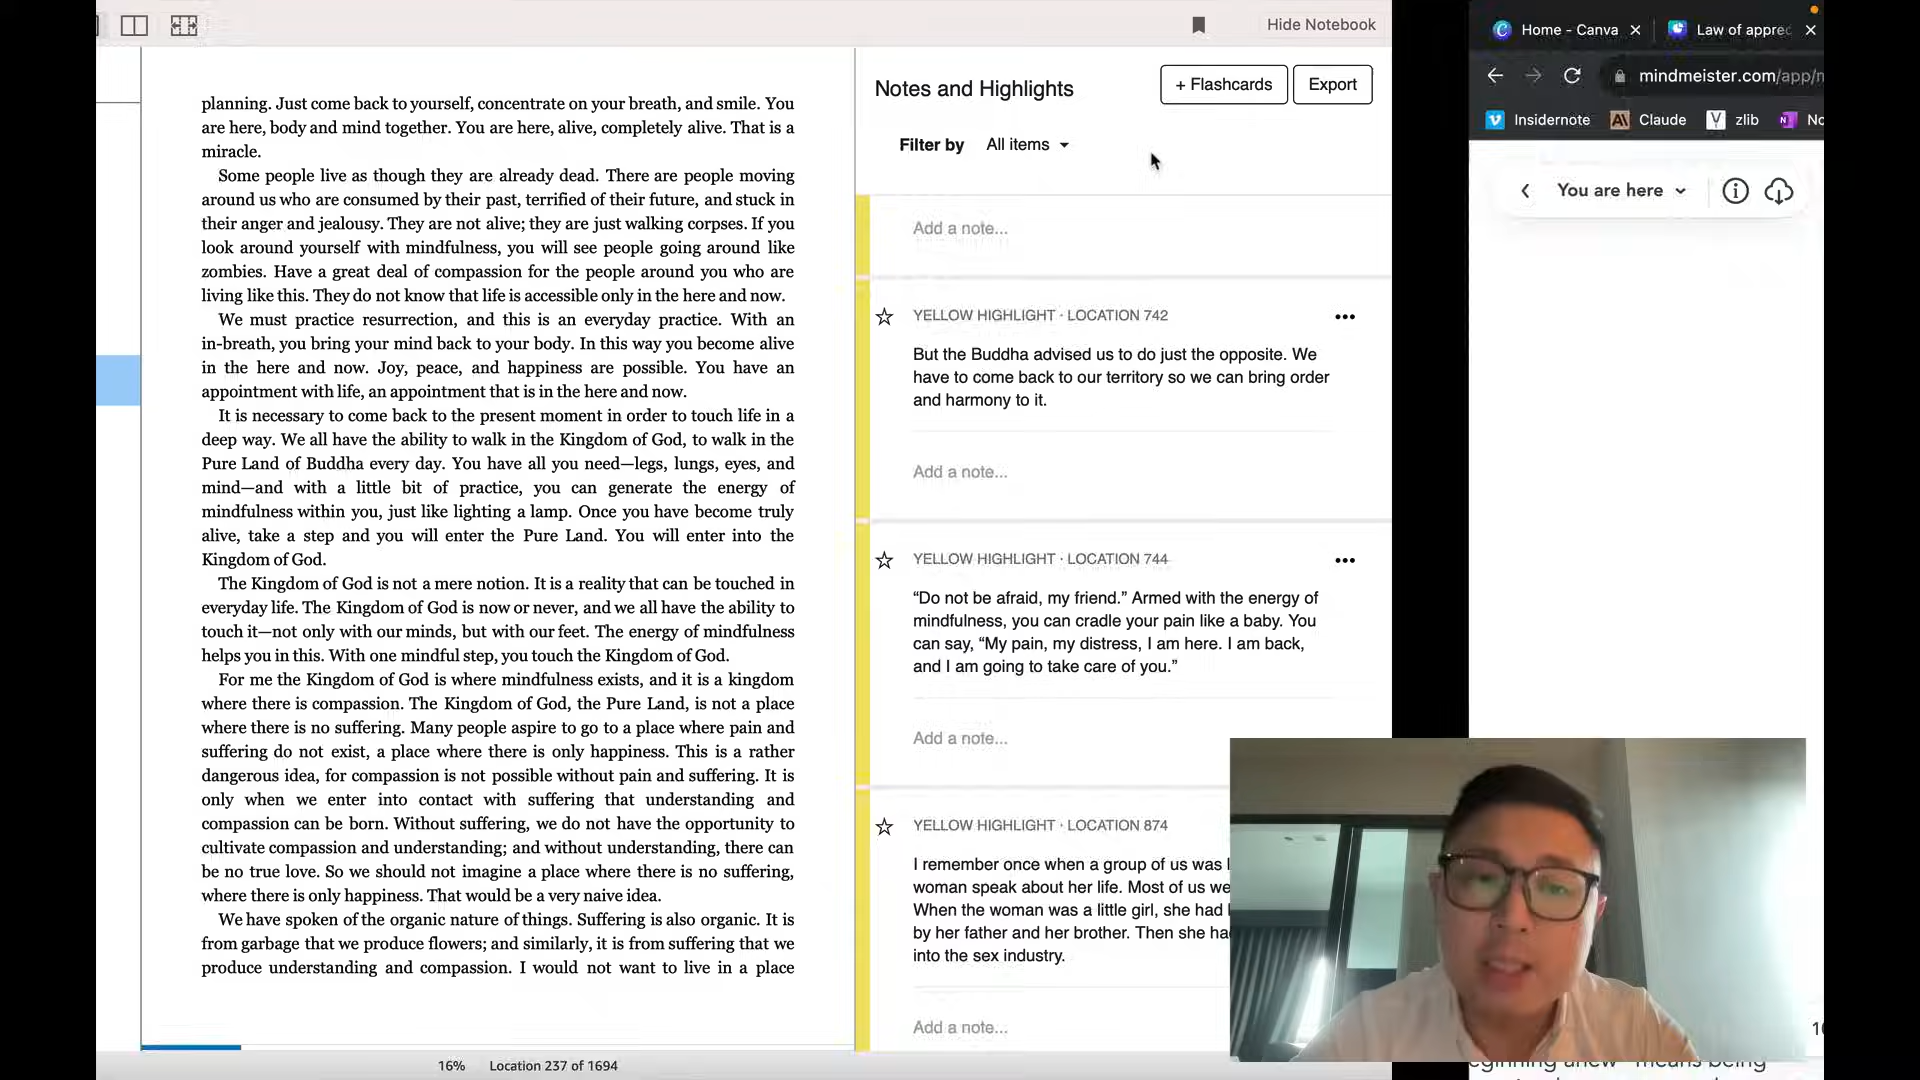 Hide Notebook
planning. Just come back to yourself, concentrate on your breath, and smile. You
are here, body and mind together. You are here, alive, completely alive. That is a
miracle.
Some people live as though they are already dead. There are people moving
around us who are consumed by their past, terrified of their future, and stuck in
their anger and jealousy. They are not alive; they are just walking corpses. If you
look around yourself with mindfulness, you will see people going around like
zombies. Have a great deal of compassion for the people around you who are
living like this. They do not know that life is accessible only in the here and now.
We must practice resurrection, and this is an everyday practice. With an
in-breath, you bring your mind back to your body. In this way you become alive
in the here and now. Joy, peace, and happiness are possible. You have an
appointment with life, an appointment that is in the here and now.
It is necessary to come back to the present moment in order to touch life in a
deep way. We all have the ability to walk in the Kingdom of God, to walk in the
Pure Land of Buddha every day. You have all you need—legs, lungs, eyes, and
mind—and with a little bit of practice, you can generate the energy of
mindfulness within you, just like lighting a lamp. Once you have become truly
alive, take a step and you will enter the Pure Land. You will enter into the
Kingdom of God.
The Kingdom of God is not a mere notion. It is a reality that can be touched in
everyday life. The Kingdom of God is now or never, and we all have the ability to
touch it—not only with our minds, but with our feet. The energy of mindfulness
helps you in this. With one mindful step, you touch the Kingdom of God.
For me the Kingdom of God is where mindfulness exists, and it is a kingdom
where there is compassion. The Kingdom of God, the Pure Land, is not a place
where there is no suffering. Many people aspire to go to a place where pain and
suffering do not exist, a place where there is only happiness. This is a rather
dangerous idea, for compassion is not possible without pain and suffering. It is
only when we enter into contact with suffering that understanding and
compassion can be born. Without suffering, we do not have the opportunity to
cultivate compassion and understanding; and without understanding, there can
be no true love. So we should not imagine a place where there is no suffering,
where there is only happiness. That would be a very naive idea.
We have spoken of the organic nature of things. Suffering is also organic. It is
from garbage that we produce flowers; and similarly, it is from suffering that we
produce understanding and compassion. I would not want to live in a place
16% Location 237 of 1694
Notes and Highlights
+ Flashcards
Export
Filter by All items
Add a note...
YELLOW HIGHLIGHT · LOCATION 742
But the Buddha advised us to do just the opposite. We
have to come back to our territory so we can bring order
and harmony to it.
Add a note...
YELLOW HIGHLIGHT · LOCATION 744
“Do not be afraid, my friend.” Armed with the energy of
mindfulness, you can cradle your pain like a baby. You
can say, “My pain, my distress, I am here. I am back,
and I am going to take care of you.”
Add a note...
YELLOW HIGHLIGHT · LOCATION 874
I remember once when a group of us was
woman speak about her life. Most of us we
When the woman was a little girl, she had
by her father and her brother. Then she ha
into the sex industry.
Add a note...
Home - Canva
Law of apprec
mindmeister.com/app/
Insidernote Claude zlib No
You are here
means being